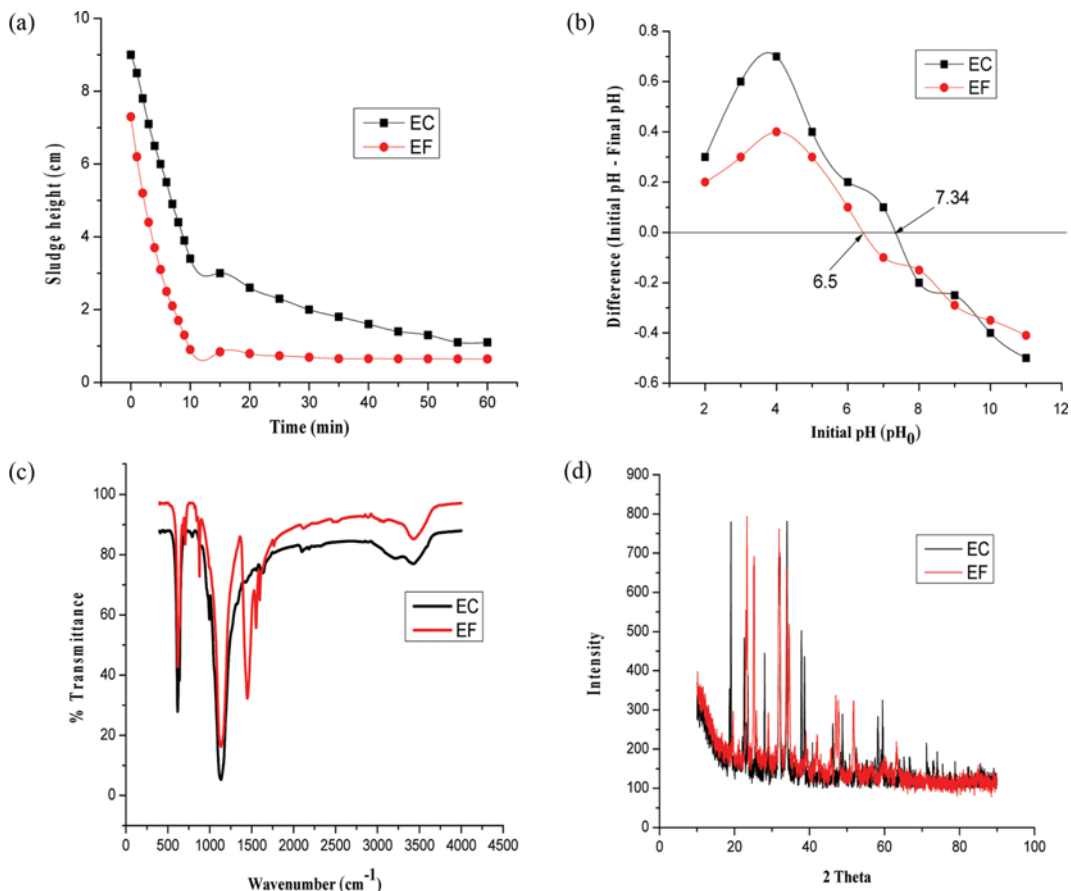 (a)
10
8
6
4
2
0
Sludge height (cm)
EC
EF
0 10 20 30 40 50 60
Time (min)
(b)
0.8
0.6
0.4
0.2
0.0
-0.2
-0.4
-0.6
Difference (Initial pH - Final pH)
EC
EF
7.34
6.5
2 4 6 8 10 12
Initial pH (pH0)
(c)
100
80
60
40
20
0
% Transmittance
EC
EF
0 500 1000 1500 2000 2500 3000 3500 4000 4500
Wavenumber (cm-1)
(d)
900
800
700
600
500
400
300
200
100
0
Intensity
EC
EF
0 20 40 60 80 100
2 Theta